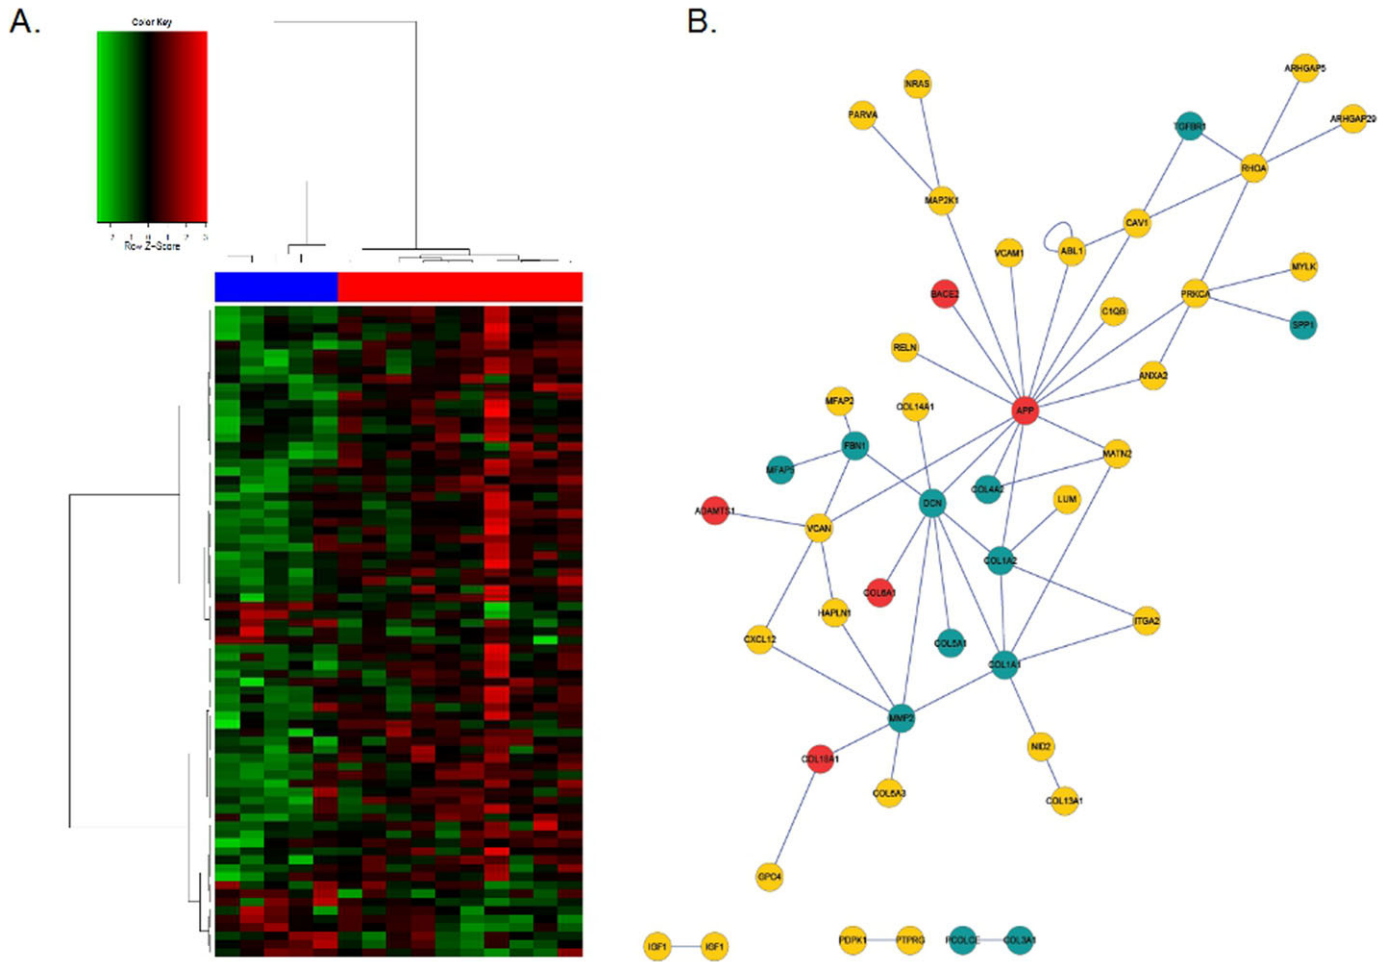 A.
B.
Color Key
Row Z-Score
NRAS
PARVA
ARHGAP5
ARHGAP29
TGFBR1
RHOA
MAP2K1
CAV1
VCAM1
ABL1
MYLK
BACE2
PRKCA
C1QB
SPP1
RELN
ANXA2
MFAP2
COL14A1
APP
FBN1
MATN2
MFAP5
COL4A2
LUM
DCN
ADAMTS1
VCAN
COL1A2
COL6A1
HAPLN1
ITGA2
CXCL12
COL5A1
COL1A1
MMP2
NID2
COL18A1
COL13A1
GPC4
IGF1
IGF1
PDPK1
PTPRG
PCOLCE
COL3A1